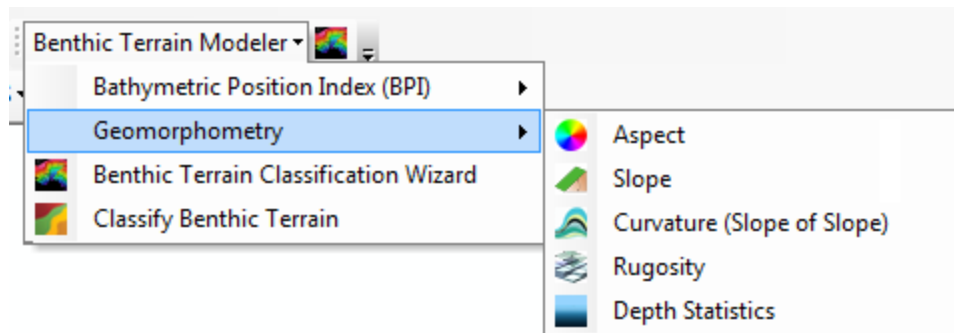 Benthic Terrain Modeler
Bathymetric Position Index (BPI)
Geomorphometry
Benthic Terrain Classification Wizard
Classify Benthic Terrain
Aspect
Slope
Curvature (Slope of Slope)
Rugosity
Depth Statistics